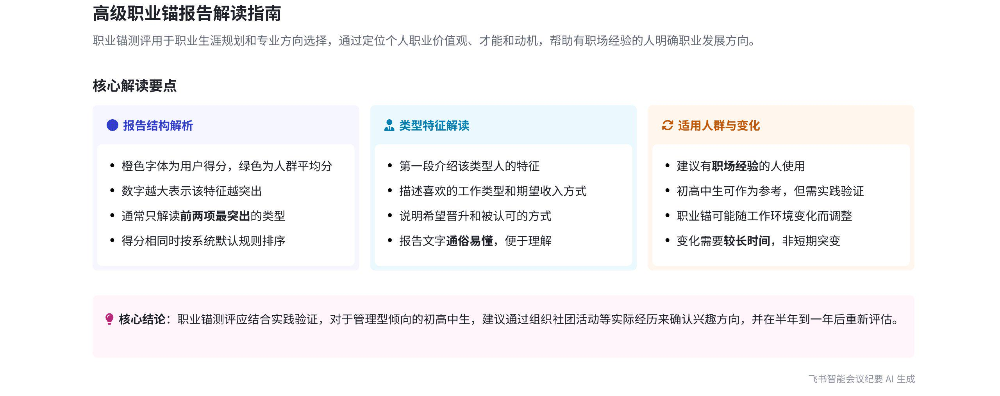 高级职业锚报告解读指南
职业锚测评用于职业生涯规划和专业方向选择，通过定位个人职业价值观、才能和动机，帮助有职场经验的人明确职业发展方向。
核心解读要点
报告结构解析
橙色字体为用户得分，绿色为人群平均分
数字越大表示该特征越突出
通常只解读前两项最突出的类型
得分相同时按系统默认规则排序
类型特征解读
第一段介绍该类型人的特征
描述喜欢的工作类型和期望收入方式
说明希望晋升和被认可的方式
报告文字通俗易懂，便于理解
适用人群与变化
建议有职场经验的人使用
初高中生可作为参考，但需实践验证
职业锚可能随工作环境变化而调整
变化需要较长时间，非短期突变
核心结论：职业锚测评应结合实践验证，对于管理型倾向的初高中生，建议通过组织社团活动等实际经历来确认兴趣方向，并在半年到一年后重新评估。
飞书智能会议纪要 AI 生成